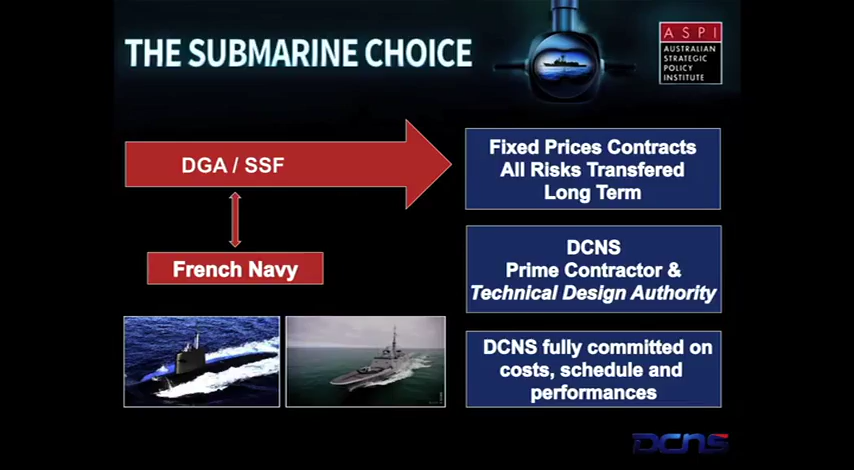 THE SUBMARINE CHOICE
ASPI
AUSTRALIAN
STRATEGIC
POLICY
INSTITUTE
DGA / SSF
French Navy
Fixed Prices Contracts
All Risks Transfered
Long Term
DCNS
Prime Contractor &
Technical Design Authority
DCNS fully committed on
costs, schedule and
performances
DCNS